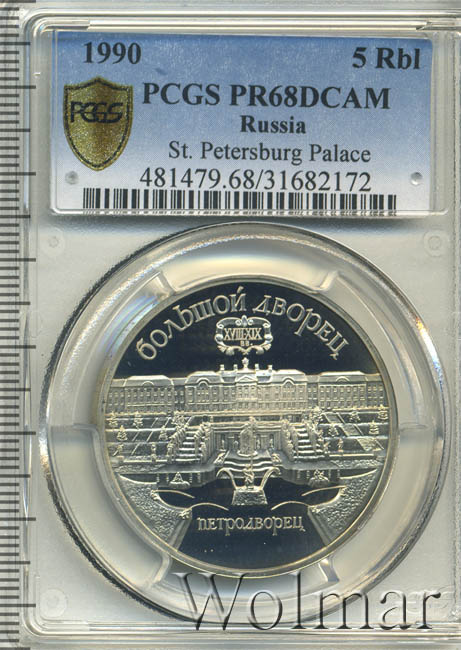 1990 5 Rbl
PCGS PCGS PR68DCAM
Russia
St. Petersburg Palace
481479.68/31682172
БОЛЬШОЙ ДВОРЕЦ
XVIII-XIX
ВВ
ПЕТРОДВОРЕЦ
Wolmar